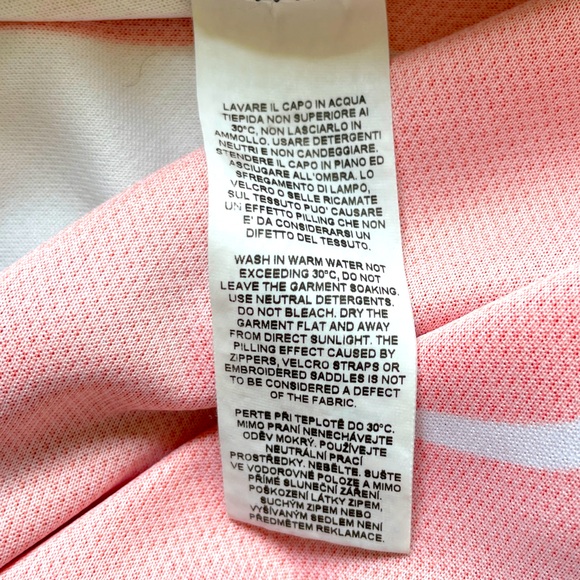 LAVARE IL CAPO IN ACQUA
TIEPIDA NON SUPERIORE AI
30°C, NON LASCIARLO IN
AMMOLLO. USARE DETERGENTI
NEUTRI E NON CANDEGGIARE.
STENDERE IL CAPO IN PIANO ED
ASCIUGARE ALL'OMBRA. LO
SFREGAMENTO DI LAMPO,
VELCRO O SELLE RICAMATE
SUL TESSUTO PUO' CAUSARE
UN EFFETTO PILLING CHE NON
E' DA CONSIDERARSI UN
DIFETTO DEL TESSUTO.
WASH IN WARM WATER NOT
EXCEEDING 30°C, DO NOT
LEAVE THE GARMENT SOAKING.
USE NEUTRAL DETERGENTS.
DO NOT BLEACH. DRY THE
GARMENT FLAT AND AWAY
FROM DIRECT SUNLIGHT. THE
PILLING EFFECT CAUSED BY
ZIPPERS, VELCRO STRAPS OR
EMBROIDERED SADDLES IS NOT
TO BE CONSIDERED A DEFECT
OF THE FABRIC.
PERTE PŘI TEPLOTĚ DO 30°C.
MIMO PRANÍ NENECHÁVEJTE
ODĚV MOKRÝ. POUŽÍVEJTE
NEUTRÁLNÍ PRACÍ
PROSTŘEDKY. NEBĚLTE. SUŠTE
VE VODOROVNÉ POLOZE A MIMO
PŘÍMÉ SLUNEČNÍ ZÁŘENÍ.
POŠKOZENÍ LÁTKY ZIPEM,
SUCHÝM ZIPEM NEBO
VYŠÍVANÝM SEDLEM NENÍ
PŘEDMĚTEM REKLAMACE.